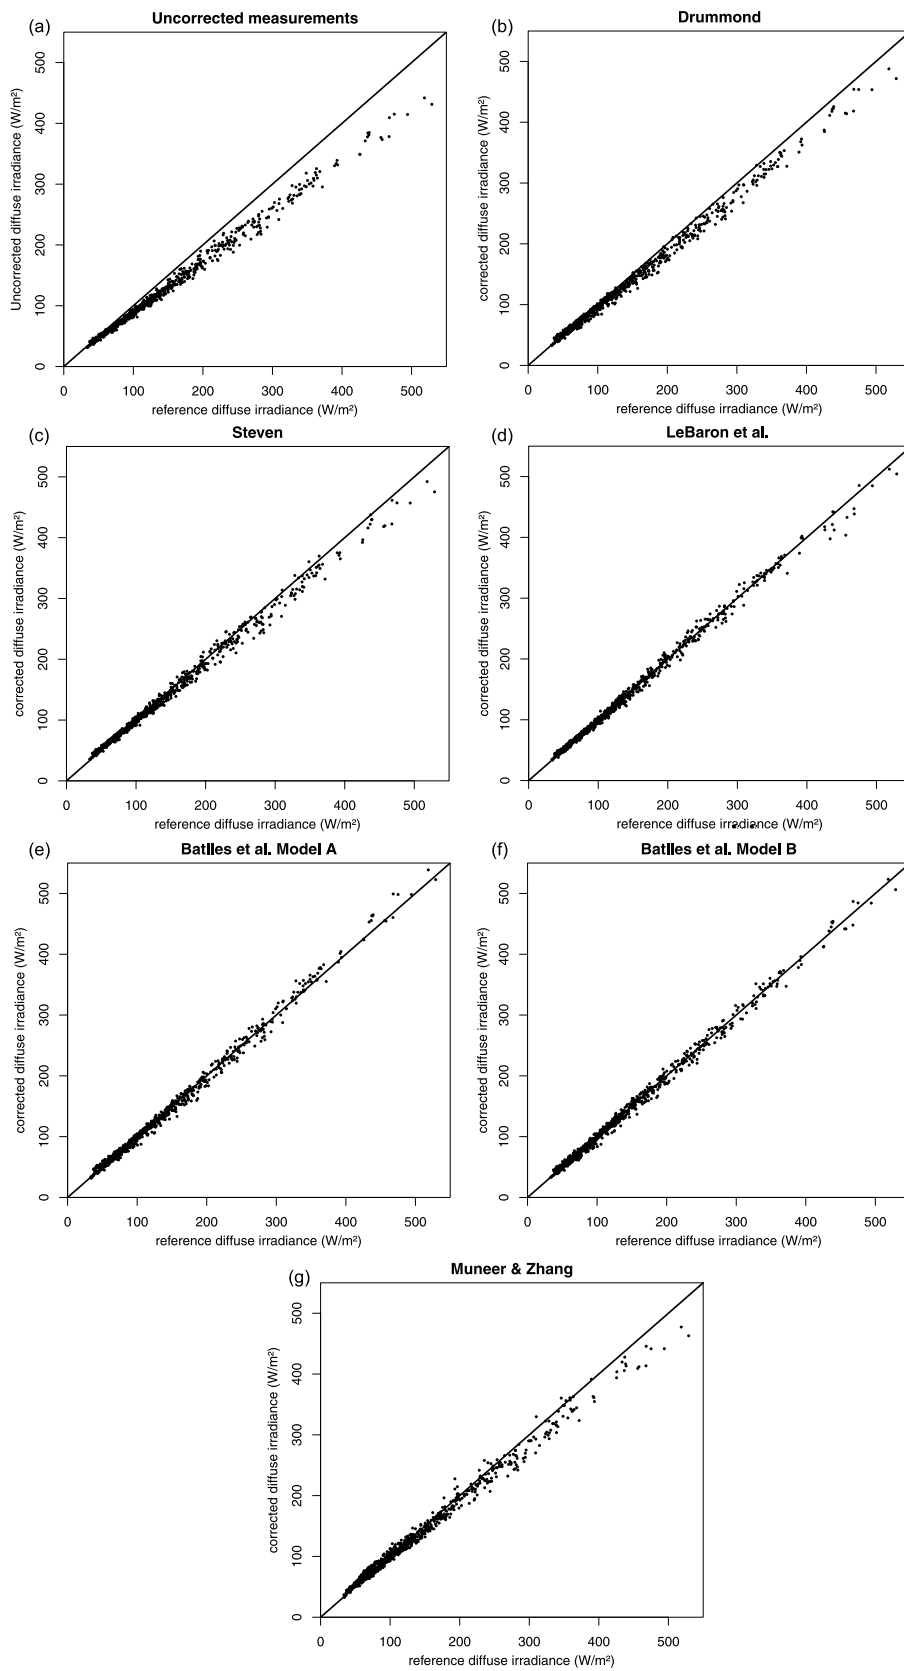 (a)
Uncorrected measurements
Uncorrected diffuse irradiance (W/m²)
0 100 200 300 400 500
0 100 200 300 400 500
reference diffuse irradiance (W/m²)
(b)
Drummond
corrected diffuse irradiance (W/m²)
0 100 200 300 400 500
0 100 200 300 400 500
reference diffuse irradiance (W/m²)
(c)
Steven
corrected diffuse irradiance (W/m²)
0 100 200 300 400 500
0 100 200 300 400 500
reference diffuse irradiance (W/m²)
(d)
LeBaron et al.
corrected diffuse irradiance (W/m²)
0 100 200 300 400 500
0 100 200 300 400 500
reference diffuse irradiance (W/m²)
(e)
Batlles et al. Model A
corrected diffuse irradiance (W/m²)
0 100 200 300 400 500
0 100 200 300 400 500
reference diffuse irradiance (W/m²)
(f)
Batlles et al. Model B
corrected diffuse irradiance (W/m²)
0 100 200 300 400 500
0 100 200 300 400 500
reference diffuse irradiance (W/m²)
(g)
Muneer & Zhang
corrected diffuse irradiance (W/m²)
0 100 200 300 400 500
0 100 200 300 400 500
reference diffuse irradiance (W/m²)